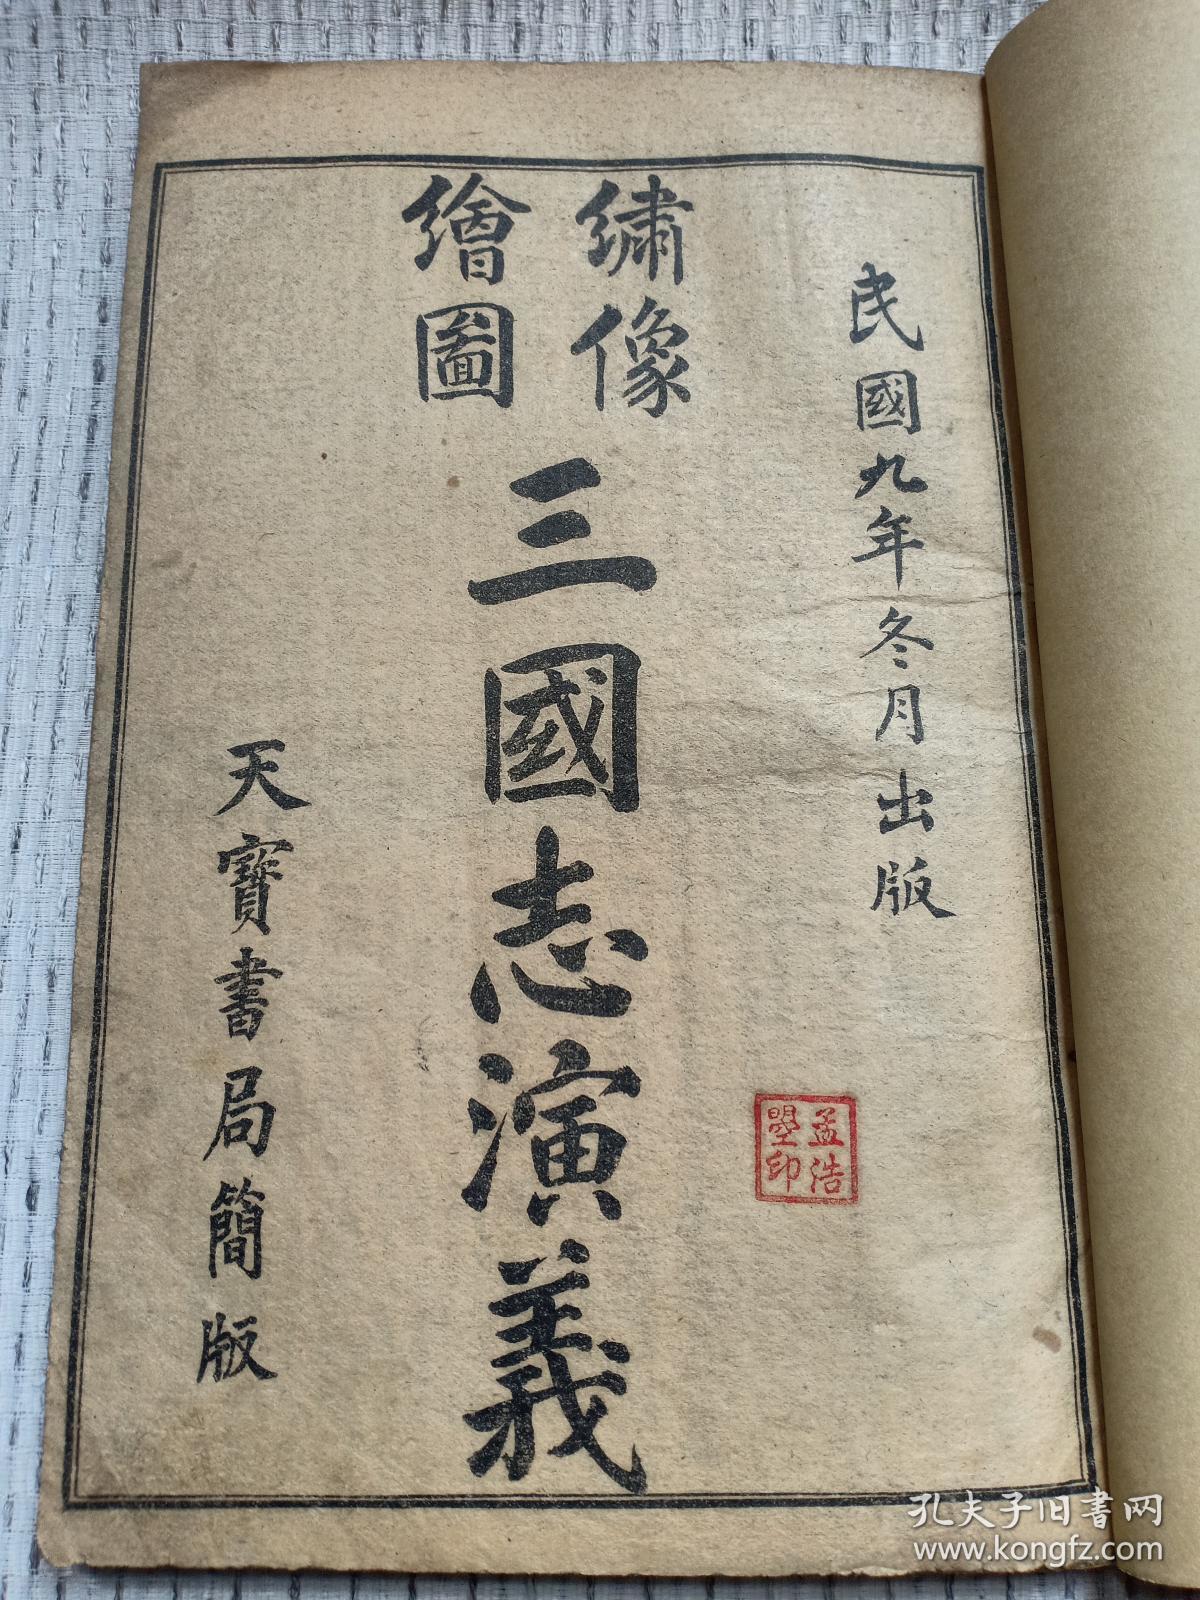 民國九年冬月出版
繡像
繪圖
三國志演義
天寶書局簡版
孟浩
印
孔夫子旧书网
www.kongfz.com